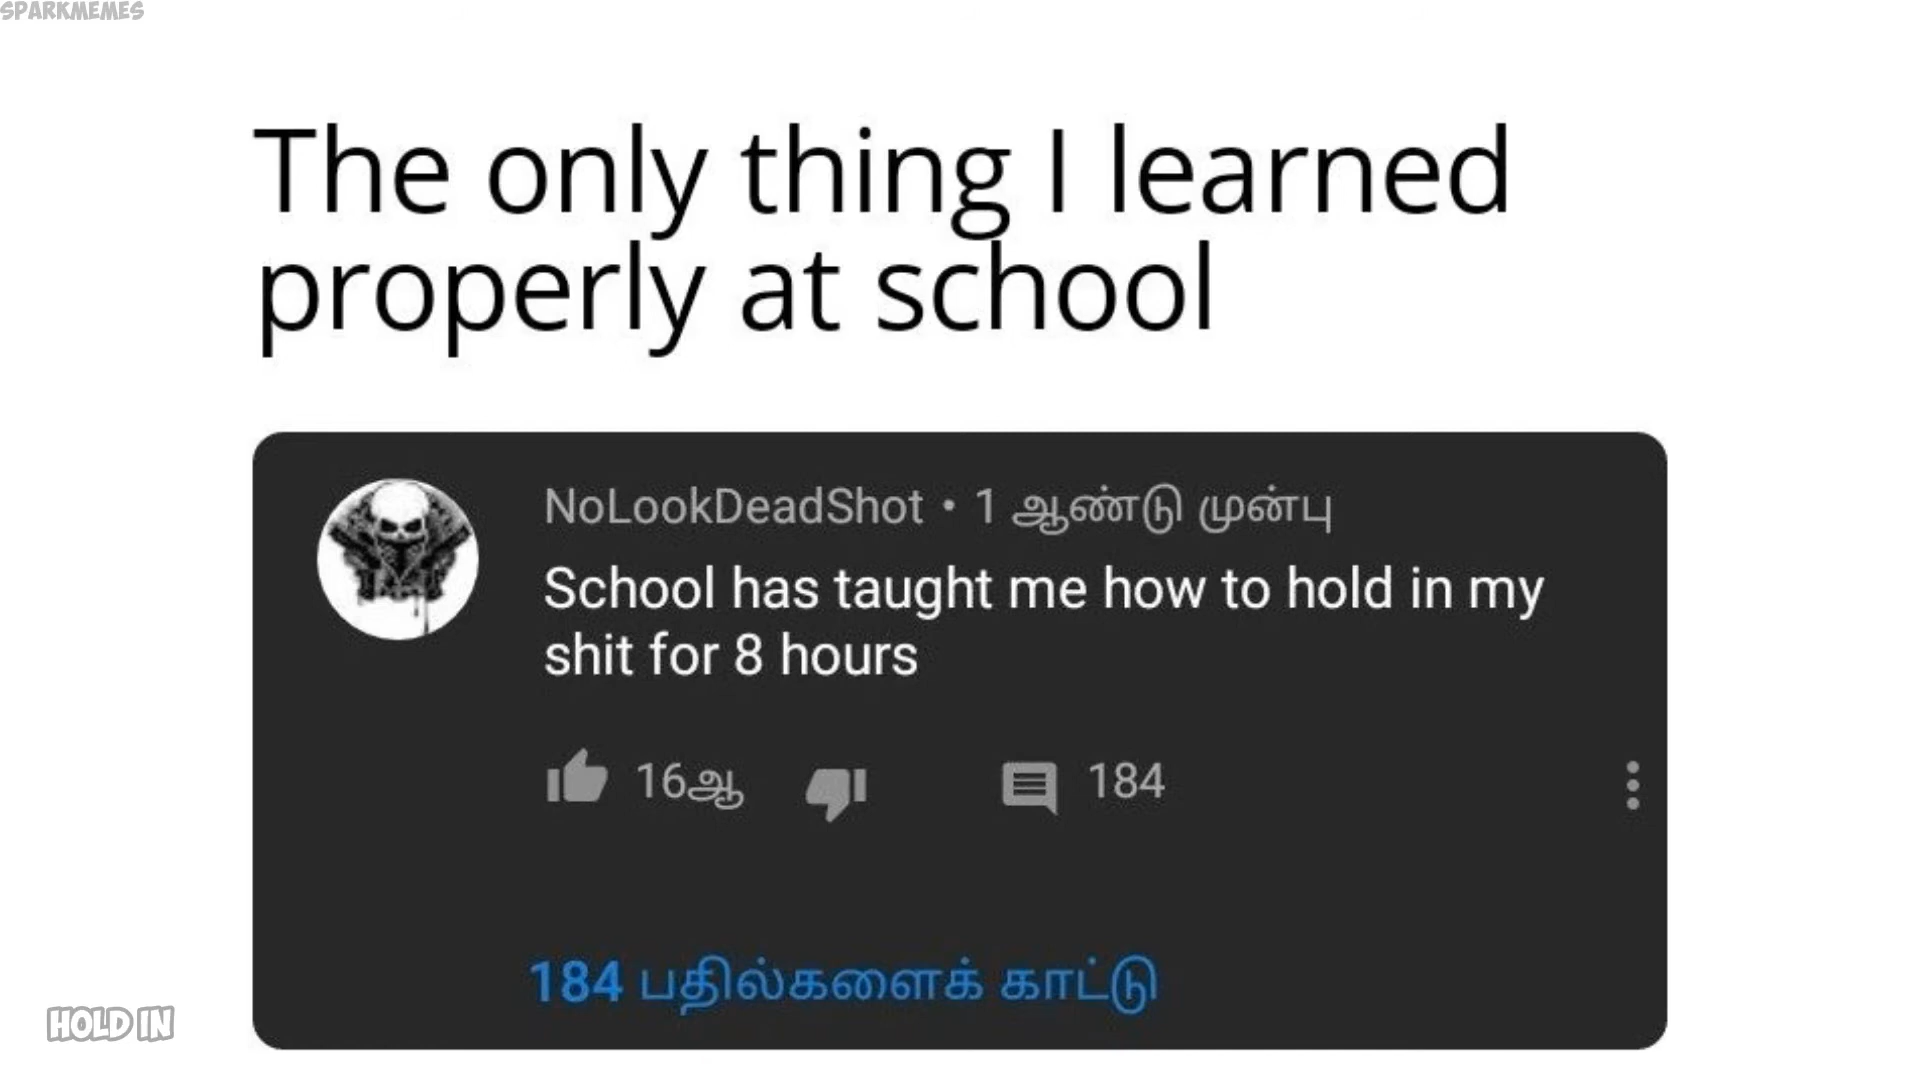 SPARKMEMES
The only thing I learned
properly at school
NoLookDeadShot • 1 ஆண்டு முன்பு
School has taught me how to hold in my
shit for 8 hours
16ஆ 184
184 பதில்களைக் காட்டு
HOLD IN